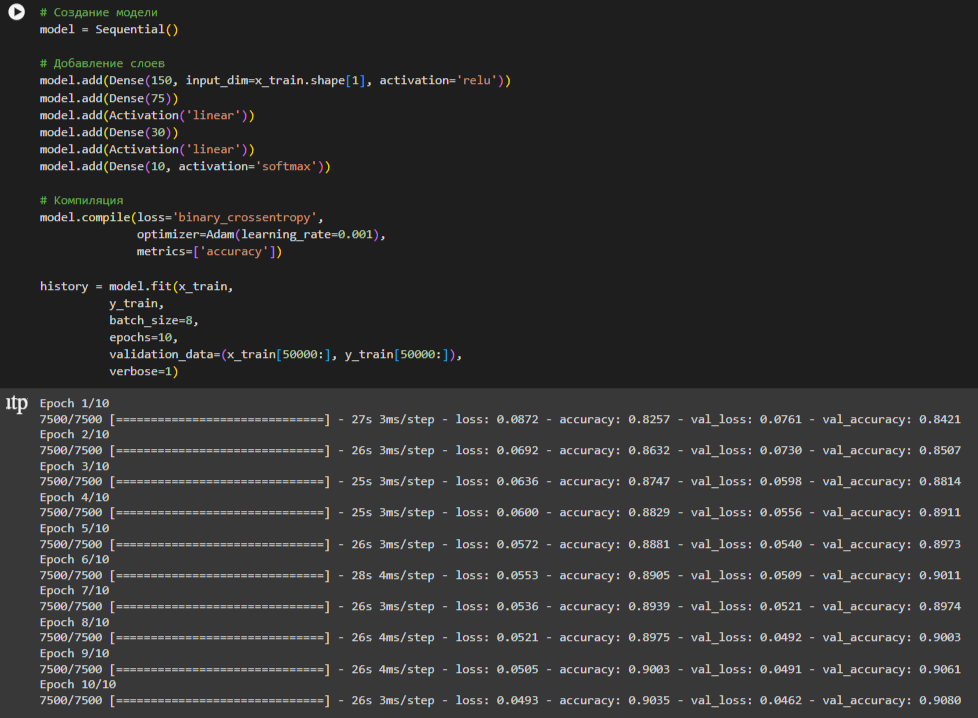 # Создание модели
model = Sequential()
# Добавление слоев
model.add(Dense(150, input_dim=x_train.shape[1], activation='relu'))
model.add(Dense(75))
model.add(Activation('linear'))
model.add(Dense(30))
model.add(Activation('linear'))
model.add(Dense(10, activation='softmax'))
# Компиляция
model.compile(loss='binary_crossentropy',
optimizer=Adam(learning_rate=0.001),
metrics=['accuracy'])
history = model.fit(x_train,
y_train,
batch_size=8,
epochs=10,
validation_data=(x_train[50000:], y_train[50000:]),
verbose=1)
Epoch 1/10
7500/7500 [==============================] - 27s 3ms/step - loss: 0.0872 - accuracy: 0.8257 - val_loss: 0.0761 - val_accuracy: 0.8421
Epoch 2/10
7500/7500 [==============================] - 26s 3ms/step - loss: 0.0692 - accuracy: 0.8632 - val_loss: 0.0730 - val_accuracy: 0.8507
Epoch 3/10
7500/7500 [==============================] - 25s 3ms/step - loss: 0.0636 - accuracy: 0.8747 - val_loss: 0.0598 - val_accuracy: 0.8814
Epoch 4/10
7500/7500 [==============================] - 25s 3ms/step - loss: 0.0600 - accuracy: 0.8829 - val_loss: 0.0556 - val_accuracy: 0.8911
Epoch 5/10
7500/7500 [==============================] - 26s 3ms/step - loss: 0.0572 - accuracy: 0.8881 - val_loss: 0.0540 - val_accuracy: 0.8973
Epoch 6/10
7500/7500 [==============================] - 28s 4ms/step - loss: 0.0553 - accuracy: 0.8905 - val_loss: 0.0509 - val_accuracy: 0.9011
Epoch 7/10
7500/7500 [==============================] - 26s 3ms/step - loss: 0.0536 - accuracy: 0.8939 - val_loss: 0.0521 - val_accuracy: 0.8974
Epoch 8/10
7500/7500 [==============================] - 26s 4ms/step - loss: 0.0521 - accuracy: 0.8975 - val_loss: 0.0492 - val_accuracy: 0.9003
Epoch 9/10
7500/7500 [==============================] - 26s 4ms/step - loss: 0.0505 - accuracy: 0.9003 - val_loss: 0.0491 - val_accuracy: 0.9061
Epoch 10/10
7500/7500 [==============================] - 26s 3ms/step - loss: 0.0493 - accuracy: 0.9035 - val_loss: 0.0462 - val_accuracy: 0.9080